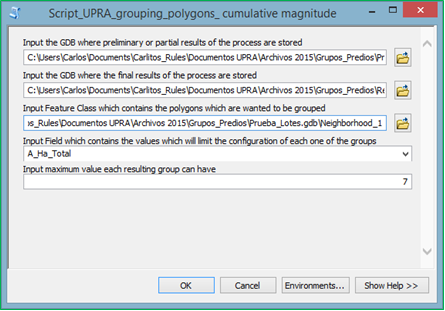 Script_UPRA_grouping_polygons_ cumulative magnitude
Input the GDB where preliminary or partial results of the process are stored
C:\Users\Carlitos\Documents\Carlitos_Rules\Documentos UPRA\Archivos 2015\Grupos_Predios\Pr
Input the GDB where the final results of the process are stored
C:\Users\Carlitos\Documents\Carlitos_Rules\Documentos UPRA\Archivos 2015\Grupos_Predios\Re
Input Feature Class which contains the polygons which are wanted to be grouped
os_Rules\Documentos UPRA\Archivos 2015\Grupos_Predios\Prueba_Lotes.gdb\Neighborhood_1
Input Field which contains the values which will limit the configuration of each one of the groups
A_Ha_Total
Input maximum value each resulting group can have
7
OK Cancel Environments... Show Help >>